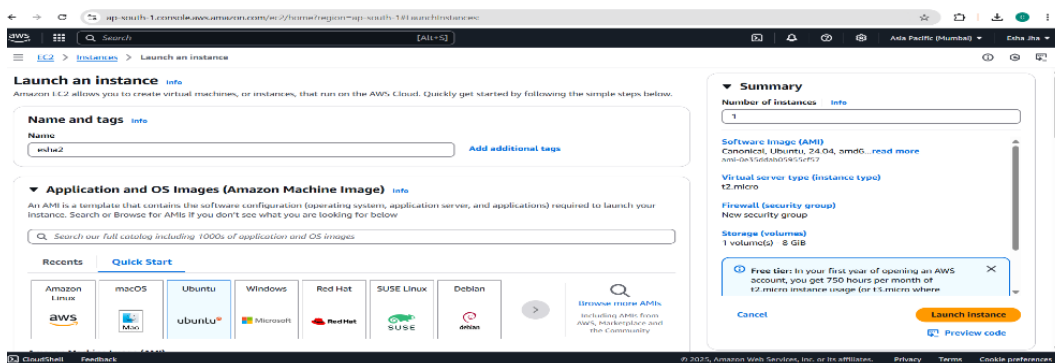 ap-south-1.console.aws.amazon.com/ec2/home?region=ap-south-1#LaunchInstances:
aws
Search
[Alt+S]
Asia Pacific (Mumbai)
Esha Jha
EC2 > Instances > Launch an instance
Launch an instance Info
Amazon EC2 allows you to create virtual machines, or instances, that run on the AWS Cloud. Quickly get started by following the simple steps below.
Name and tags Info
Name
esha2
Add additional tags
Application and OS Images (Amazon Machine Image) Info
An AMI is a template that contains the software configuration (operating system, application server, and applications) required to launch your
instance. Search or Browse for AMIs if you don't see what you are looking for below
Search our full catalog including 1000s of application and OS images
Recents
Quick Start
Amazon Linux
aws
macOS
Mac
Ubuntu
ubuntu
Windows
Microsoft
Red Hat
Red Hat
SUSE Linux
SUSE
Debian
debian
Browse more AMIs
Including AMIs from
AWS, Marketplace and
the Community
Summary
Number of instances Info
1
Software Image (AMI)
Canonical, Ubuntu, 24.04, amd6... read more
Virtual server type (instance type)
t2.micro
Firewall (security group)
New security group
Storage (volumes)
1 volume(s) - 8 GiB
Free tier: In your first year of opening an AWS
account, you get 750 hours per month of
t2.micro instance usage (or t3.micro where
Cancel
Launch instance
Preview code
CloudShell Feedback
© 2025, Amazon Web Services, Inc. or its affiliates.
Privacy Terms Cookie preferences